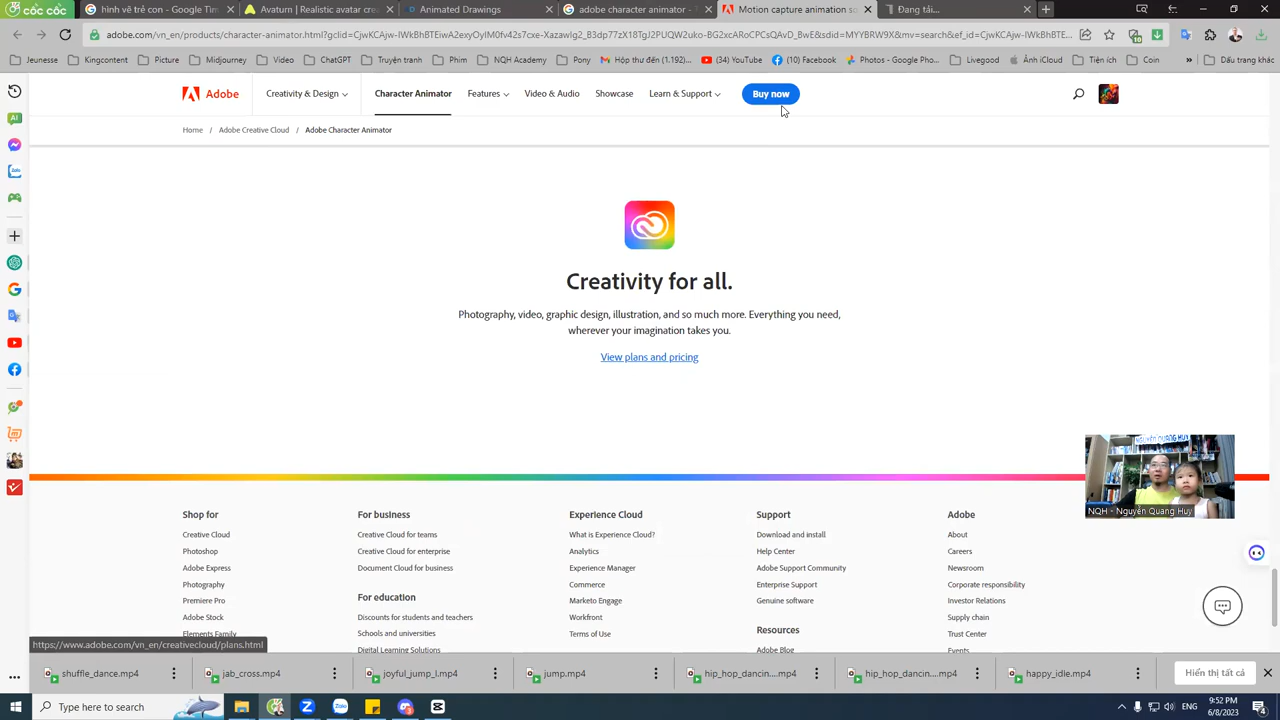 hình vẽ trẻ con -
Realistic avatar custom
Animated Drawings
adobe character animator -
Phần mềm animation
Tab đang dùng
adobe.com/vn_en/products/character-animator.html?gclid=
Jeunesse
Kingcontent
Picture
Midjourney
Video
ChatGPT
Truyền thông
Phim
NQH Academy
Pony
Hộp thư đến (1.192)...
(34) YouTube
(10) Facebook
Photos - Google Pho...
Livegood
Ảnh iCloud
Tiện ích
Coin
»
Dấu trang khác
Adobe
Creativity & Design
Character Animator
Features
Video & Audio
Showcase
Learn & Support
Buy now
Home / Adobe Creative Cloud / Adobe Character Animator
Creativity for all.
Photography, video, graphic design, illustration, and so much more. Everything you need,
wherever your imagination takes you.
View plans and pricing
NGUYỄN QUANG HUY
NQH - Nguyễn Quang Huy
Shop for
Creative Cloud
Photoshop
Adobe Express
Photography
Premiere Pro
Adobe Stock
Elements Family
For business
Creative Cloud for teams
Creative Cloud for enterprise
Document Cloud for business
For education
Discounts for students and teachers
Schools and universities
Digital Learning Solutions
Experience Cloud
What is Experience Cloud?
Analytics
Experience Manager
Commerce
Marketo Engage
Workfront
Terms of Use
Support
Download and install
Help Center
Adobe Support Community
Enterprise Support
Genuine software
Resources
Adobe Blog
Adobe
About
Careers
Newsroom
Corporate responsibility
Investor Relations
Supply chain
Trust Center
Events
https://www.adobe.com/vn_en/creativecloud/plans.html
shuffle_dance.mp4
jab_cross.mp4
joyful_jump_l.mp4
jump.mp4
hip_hop_dancin....mp4
hip_hop_dancin....mp4
happy_idle.mp4
Hiển thị tất cả
Type here to search
ENG
9:52 PM
6/8/2023